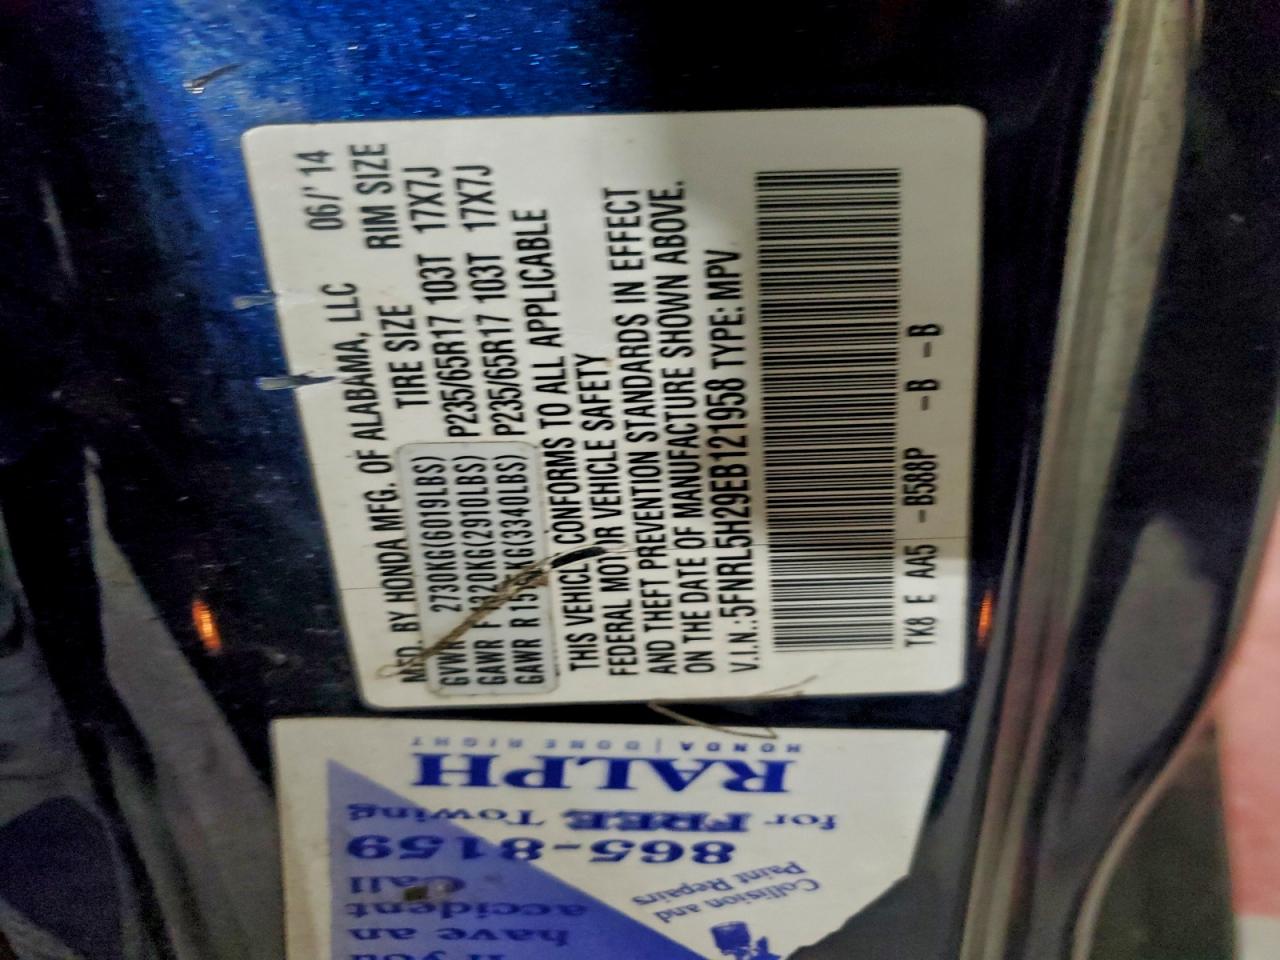 MFD. BY HONDA MFG. OF ALABAMA, LLC 06/' 14
TIRE SIZE RIM SIZE
GVWR 2730KG(6019LBS)
GAWR F 1320KG(2910LBS) P235/65R17 103T 17X7J
GAWR R 1515KG(3340LBS) P235/65R17 103T 17X7J
THIS VEHICLE CONFORMS TO ALL APPLICABLE
FEDERAL MOTOR VEHICLE SAFETY
AND THEFT PREVENTION STANDARDS IN EFFECT
ON THE DATE OF MANUFACTURE SHOWN ABOVE.
V.I.N.:5FNRL5H29EB121958 TYPE: MPV
TK8 E AA5 -B588P -B -B
If you
have an
accident
Call
865-8159
for FREE Towing
Collision and
Paint Repairs
RALPH
HONDA | DONE RIGHT